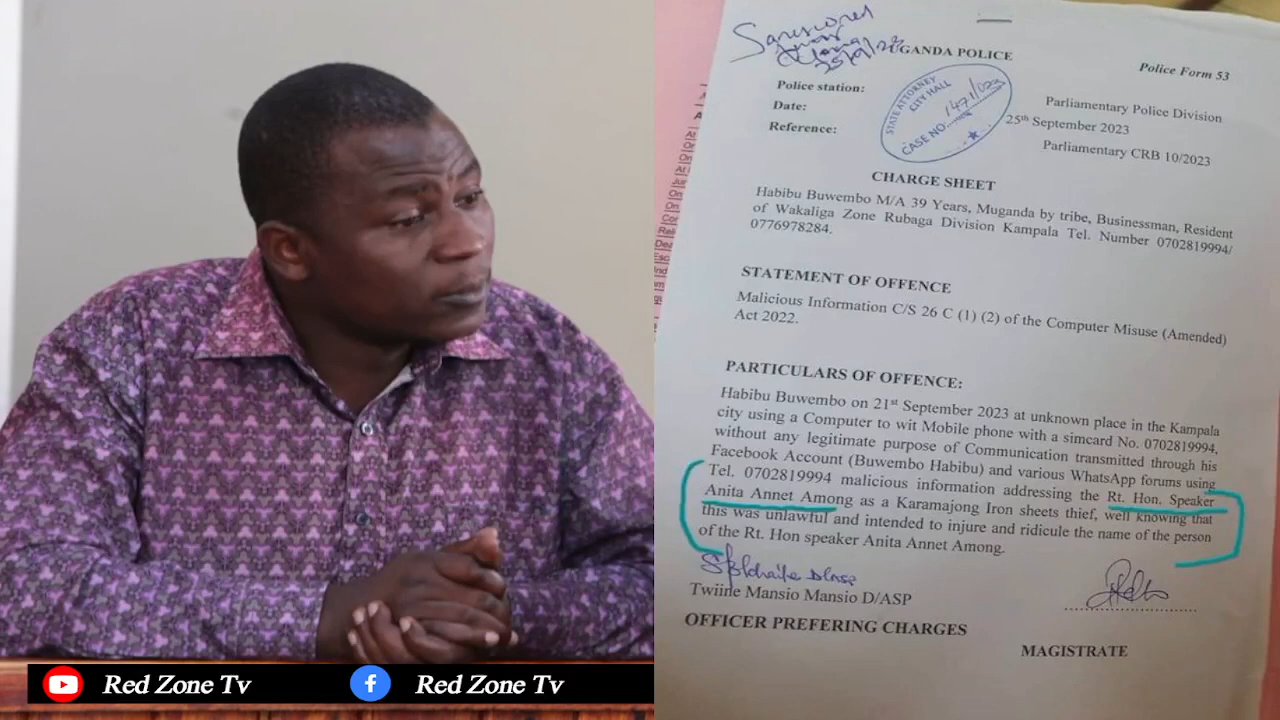 Red Zone Tv
Red Zone Tv
UGANDA POLICE
Police Form 53
Police station:
Parliamentary Police Division
Date:
25th September 2023
Reference:
Parliamentary CRB 10/2023
STATE ATTORNEY
CITY HALL
CASE NO.
CHARGE SHEET
Habibu Buwembo M/A 39 Years, Muganda by tribe, Businessman, Resident
of Wakaliga Zone Rubaga Division Kampala Tel. Number 0702819994/
0776978284.
STATEMENT OF OFFENCE
Malicious Information C/S 26 C (1) (2) of the Computer Misuse (Amended)
Act 2022.
PARTICULARS OF OFFENCE:
Habibu Buwembo on 21st September 2023 at unknown place in the Kampala
city using a Computer to wit Mobile phone with a simcard No. 0702819994,
without any legitimate purpose of Communication transmitted through his
Facebook Account (Buwembo Habibu) and various WhatsApp forums using
Tel. 0702819994 malicious information addressing the Rt. Hon. Speaker
Anita Annet Among as a Karamajong Iron sheets thief, well knowing that
this was unlawful and intended to injure and ridicule the name of the person
of the Rt. Hon speaker Anita Annet Among.
Twiine Mansio Mansio D/ASP
OFFICER PREFERING CHARGES
MAGISTRATE